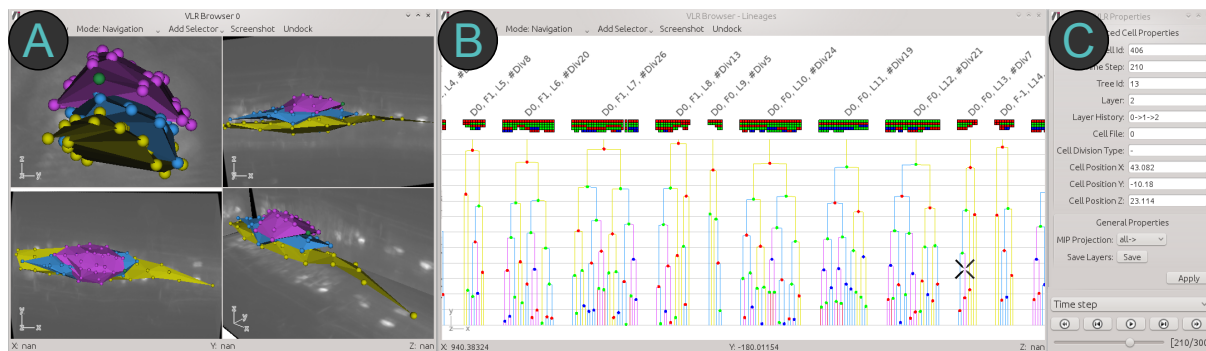 A
VLR Browser 0
Mode: Navigation
Add Selector
Screenshot
Undock
z
y
z
x
y
x
y
z
x
X: nan
Y: nan
Z: nan
B
VLR Browser - Lineages
Mode: Navigation
Add Selector
Screenshot
Undock
D0, F1, L5, #Div8
D0, F1, L6, #Div20
D0, F1, L7, #Div26
D0, F1, L8, #Div13
D0, F0, L9, #Div5
D0, F0, L10, #Div24
D0, F0, L11, #Div19
D0, F0, L12, #Div21
D0, F0, L13, #Div7
D0, F-1, L14,
X: 940.38324
Y: -180.01154
Z: nan
C
VLR Properties
Cell Properties
Cell Id: 406
Time Step: 210
Tree Id: 13
Layer: 2
Layer History: 0->1->2
Cell File: 0
Cell Division Type: -
Cell Position X: 43.082
Cell Position Y: -10.18
Cell Position Z: 23.114
General Properties
MIP Projection: all->
Save Layers: Save
Apply
Time step
[210/300